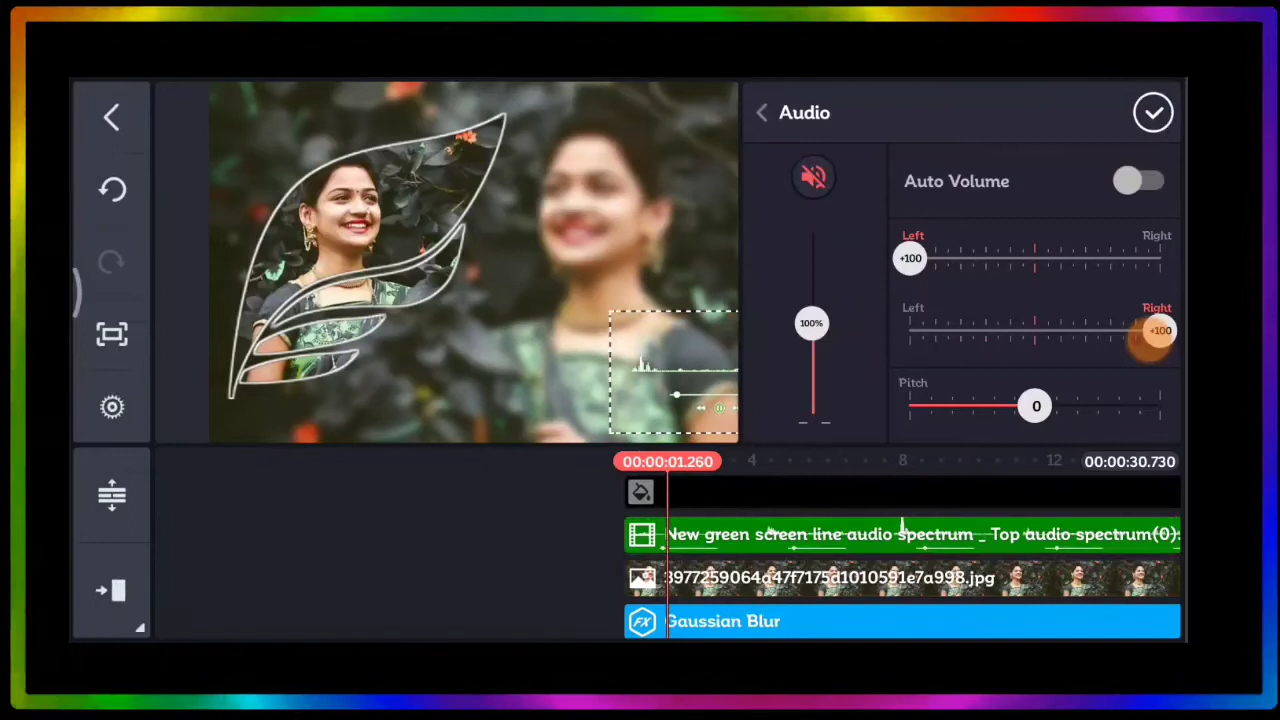 Audio
Auto Volume
Left
Right
+100
Left
Right
+100
100%
Pitch
0
00:00:01.260
4
8
12
00:00:30.730
New green screen line audio spectrum _ Top audio spectrum(0).
3977259064a47f7175d1010591e7a998.jpg
FX
Gaussian Blur